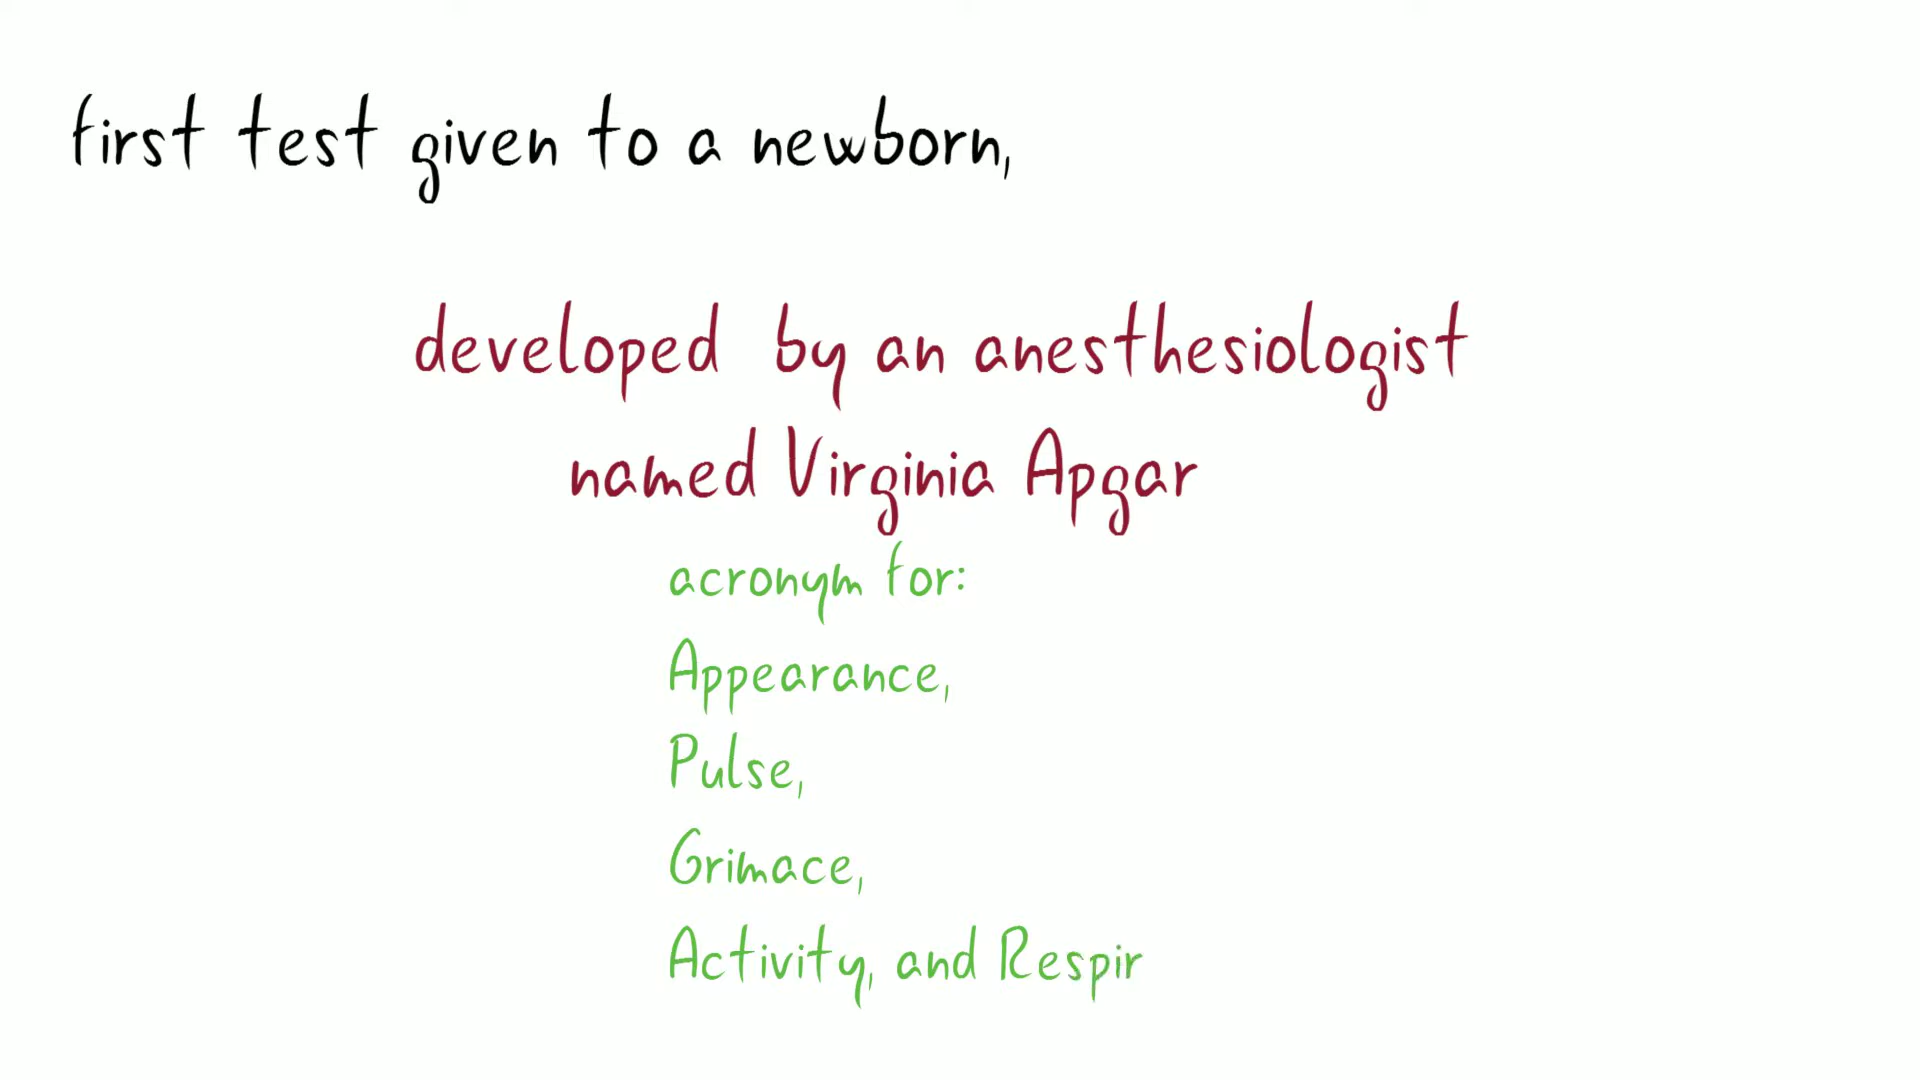 first test given to a newborn,
developed by an anesthesiologist
named Virginia Apgar
acronym for:
Appearance,
Pulse,
Grimace,
Activity, and Respir